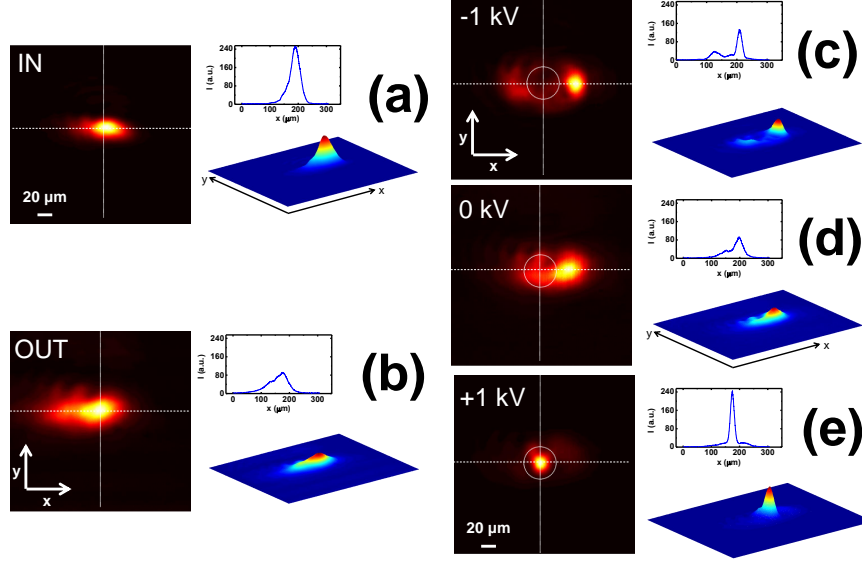 IN
20 µm
I (a.u.)
240
160
80
0
0 100 200 300
x (µm)
y
x
(a)
OUT
y
x
I (a.u.)
240
160
80
0
0 100 200 300
x (µm)
(b)
-1 kV
y
x
I (a.u.)
240
160
80
0
0 100 200 300
x (µm)
(c)
0 kV
I (a.u.)
240
160
80
0
0 100 200 300
x (µm)
y
x
(d)
+1 kV
20 µm
I (a.u.)
240
160
80
0
0 100 200 300
x (µm)
(e)